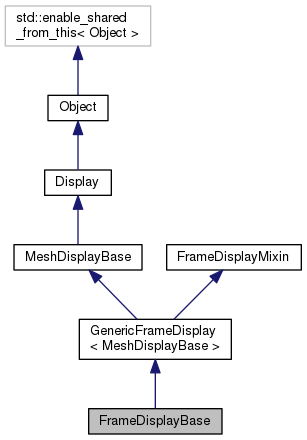 std::enable_shared
_from_this< Object >
Object
Display
MeshDisplayBase
FrameDisplayMixin
GenericFrameDisplay
< MeshDisplayBase >
FrameDisplayBase